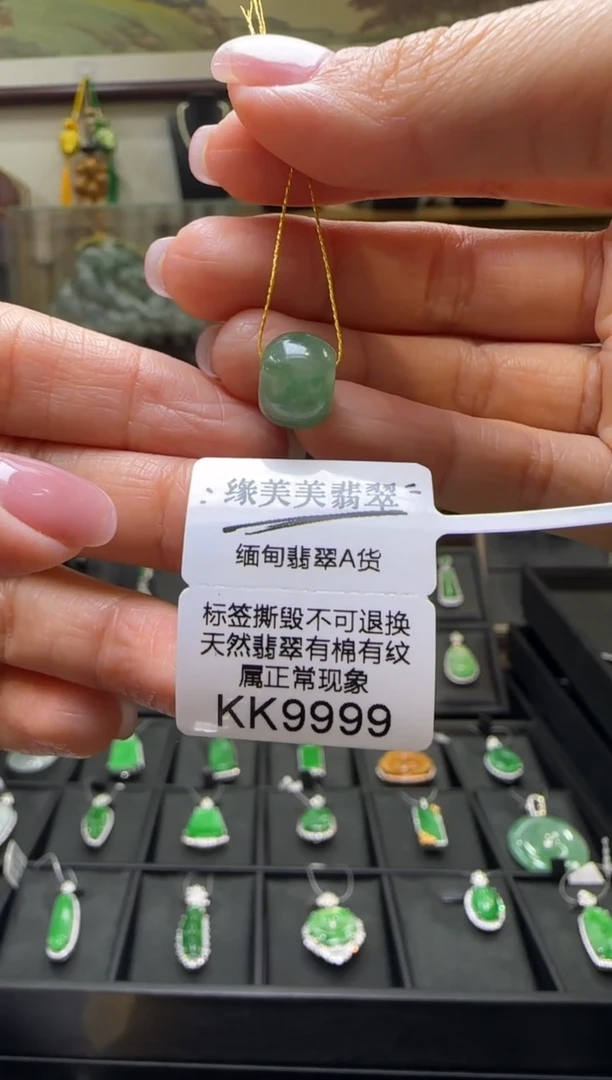 缘美美翡翠
缅甸翡翠A货
标签撕毁不可退换
天然翡翠有棉有纹
属正常现象
KK9999